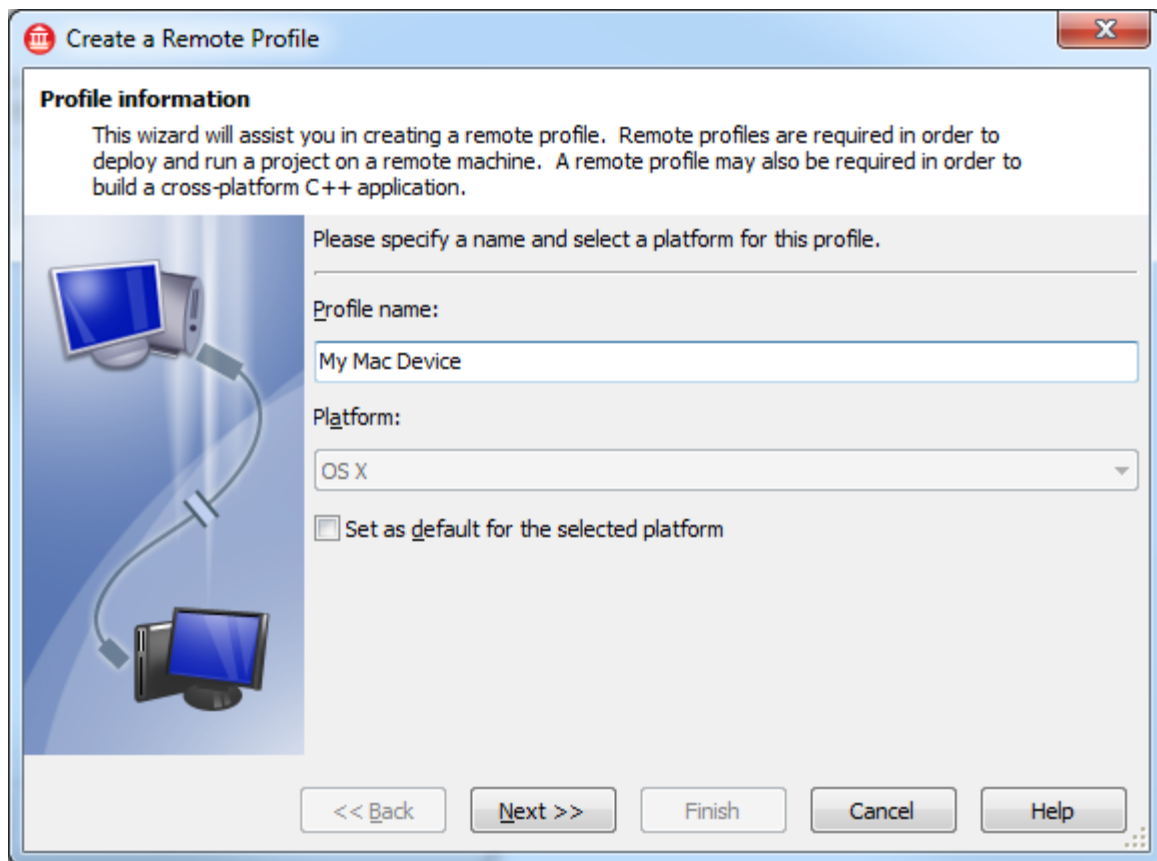 Create a Remote Profile
Profile information
This wizard will assist you in creating a remote profile.  Remote profiles are required in order to
deploy and run a project on a remote machine.  A remote profile may also be required in order to
build a cross-platform C++ application.
Please specify a name and select a platform for this profile.
Profile name:
My Mac Device
Platform:
OS X
Set as default for the selected platform
<< Back Next >> Finish Cancel Help